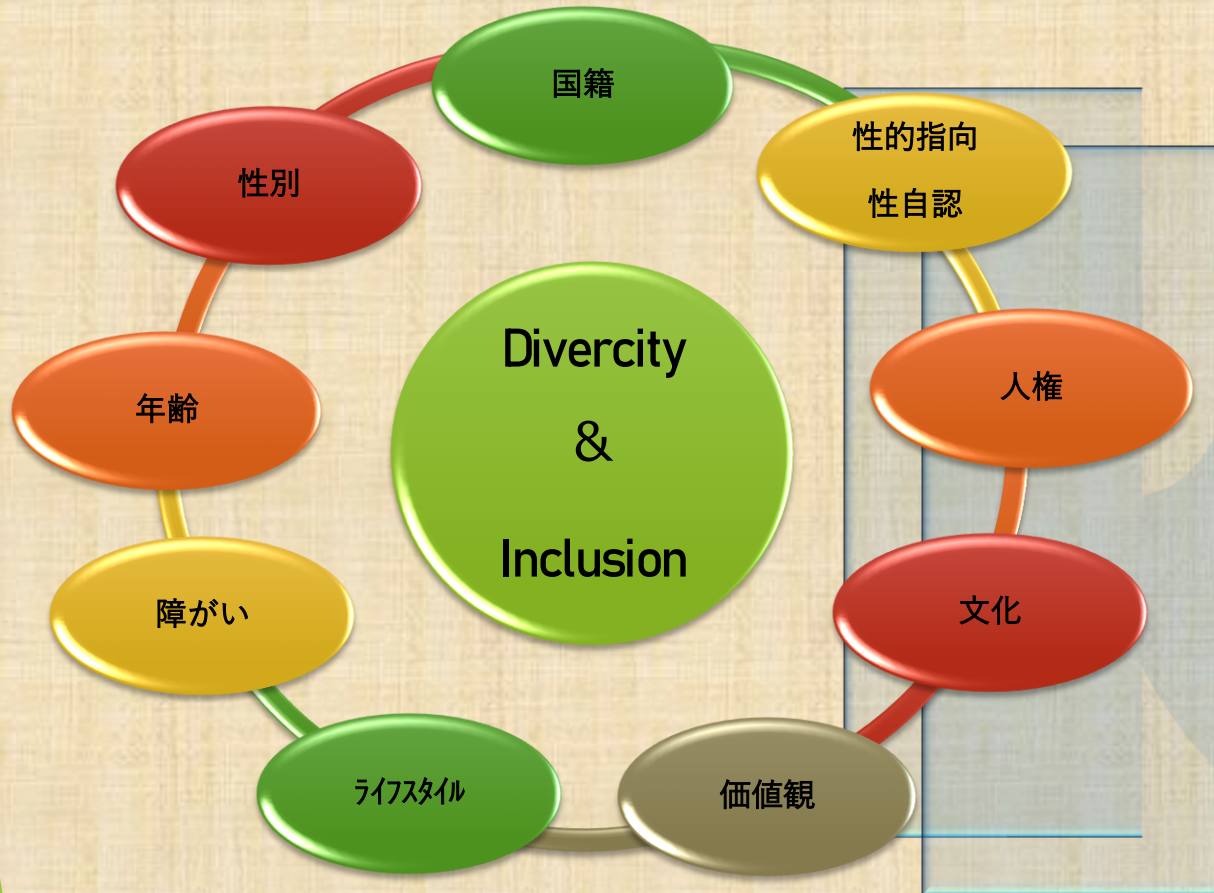 国籍
性的指向
性自認
人権
文化
価値観
ﾗｲﾌｽﾀｲﾙ
障がい
年齢
性別
Divercity
&
Inclusion